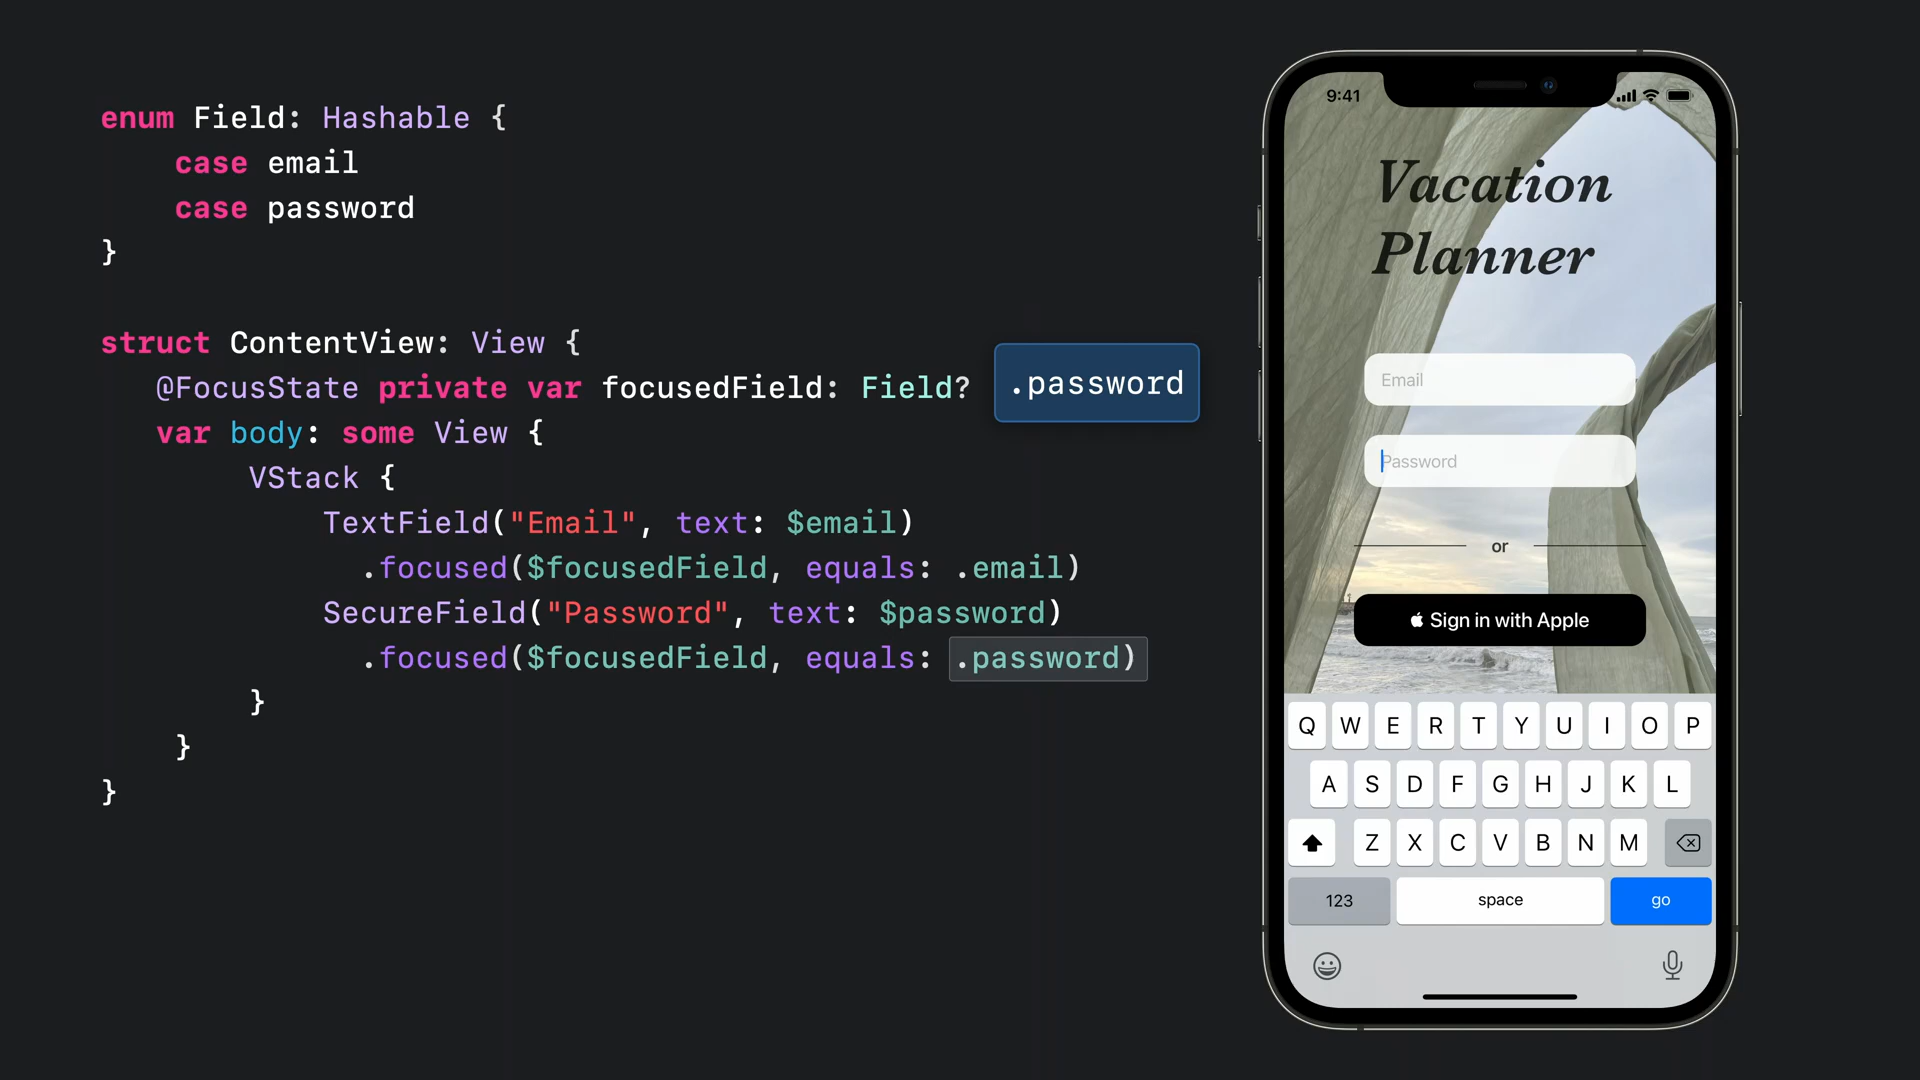 enum Field: Hashable {
case email
case password
}
struct ContentView: View {
@FocusState private var focusedField: Field?
.password
var body: some View {
VStack {
TextField("Email", text: $email)
.focused($focusedField, equals: .email)
SecureField("Password", text: $password)
.focused($focusedField, equals: .password)
}
}
}
9:41
Vacation
Planner
Email
Password
or
Sign in with Apple
Q W E R T Y U I O P
A S D F G H J K L
Z X C V B N M
123 space go